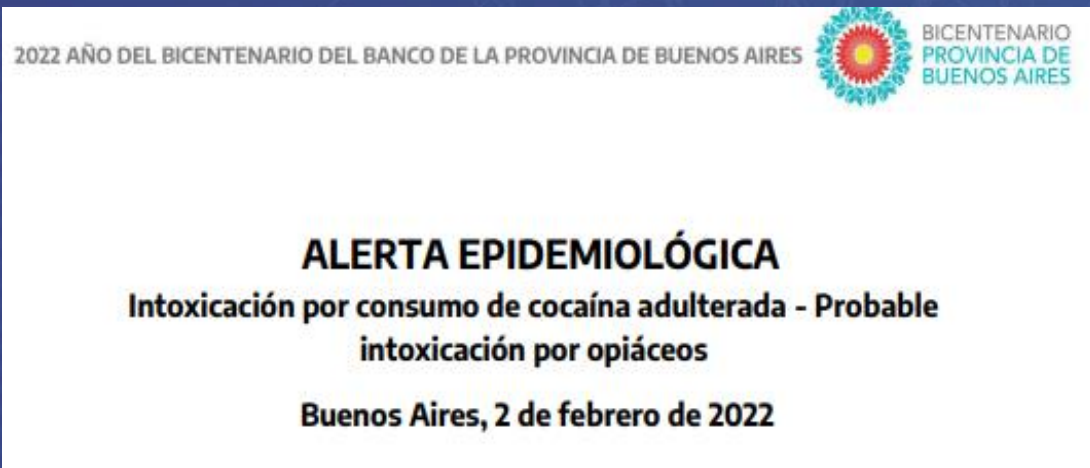 2022 AÑO DEL BICENTENARIO DEL BANCO DE LA PROVINCIA DE BUENOS AIRES
BICENTENARIO
PROVINCIA DE
BUENOS AIRES
ALERTA EPIDEMIOLÓGICA
Intoxicación por consumo de cocaína adulterada - Probable
intoxicación por opiáceos
Buenos Aires, 2 de febrero de 2022